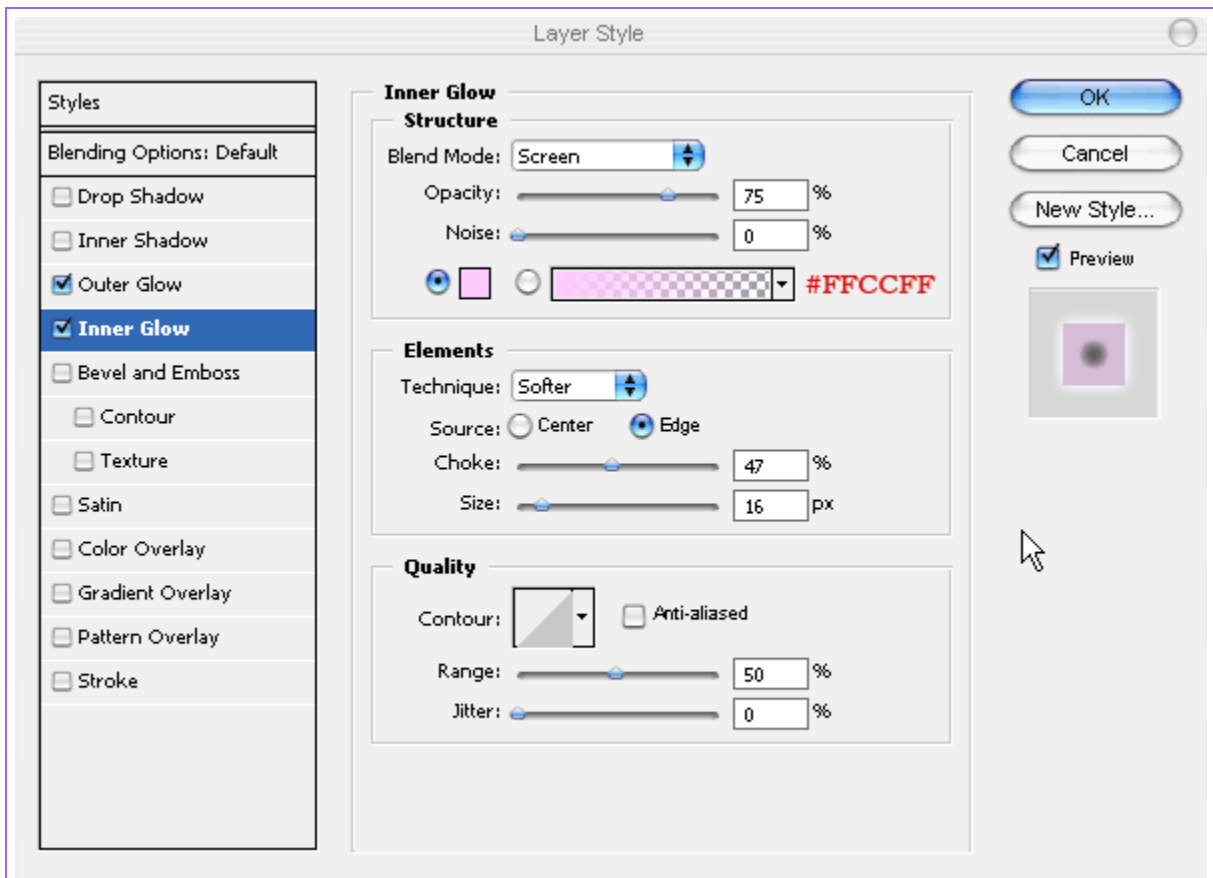 Layer Style
Styles
Blending Options: Default
Drop Shadow
Inner Shadow
Outer Glow
Inner Glow
Bevel and Emboss
Contour
Texture
Satin
Color Overlay
Gradient Overlay
Pattern Overlay
Stroke
Inner Glow
Structure
Blend Mode: Screen
Opacity: 75 %
Noise: 0 %
#FFCCFF
Elements
Technique: Softer
Source: Center Edge
Choke: 47 %
Size: 16 px
Quality
Contour: Anti-aliased
Range: 50 %
Jitter: 0 %
OK
Cancel
New Style...
Preview